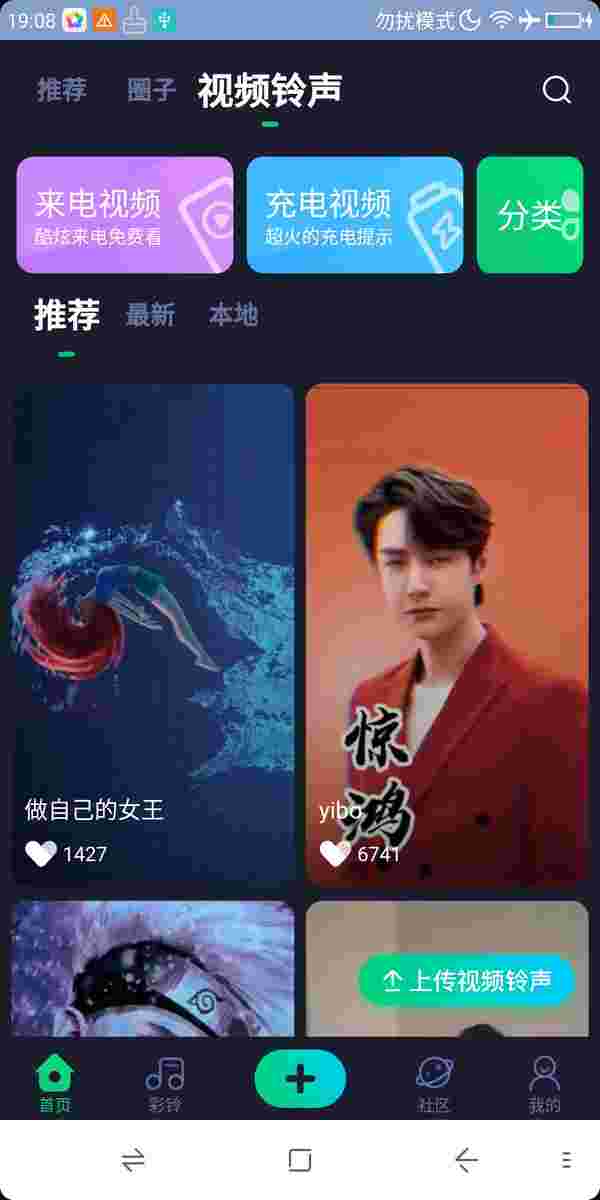 19:08 勿扰模式
推荐 圈子 视频铃声
来电视频 充电视频 分类
酷炫来电免费看 超火的充电提示
推荐 最新 本地
惊
鸿
做自己的女王 yibo
1427 6741
上传视频铃声
首页 彩铃 社区 我的